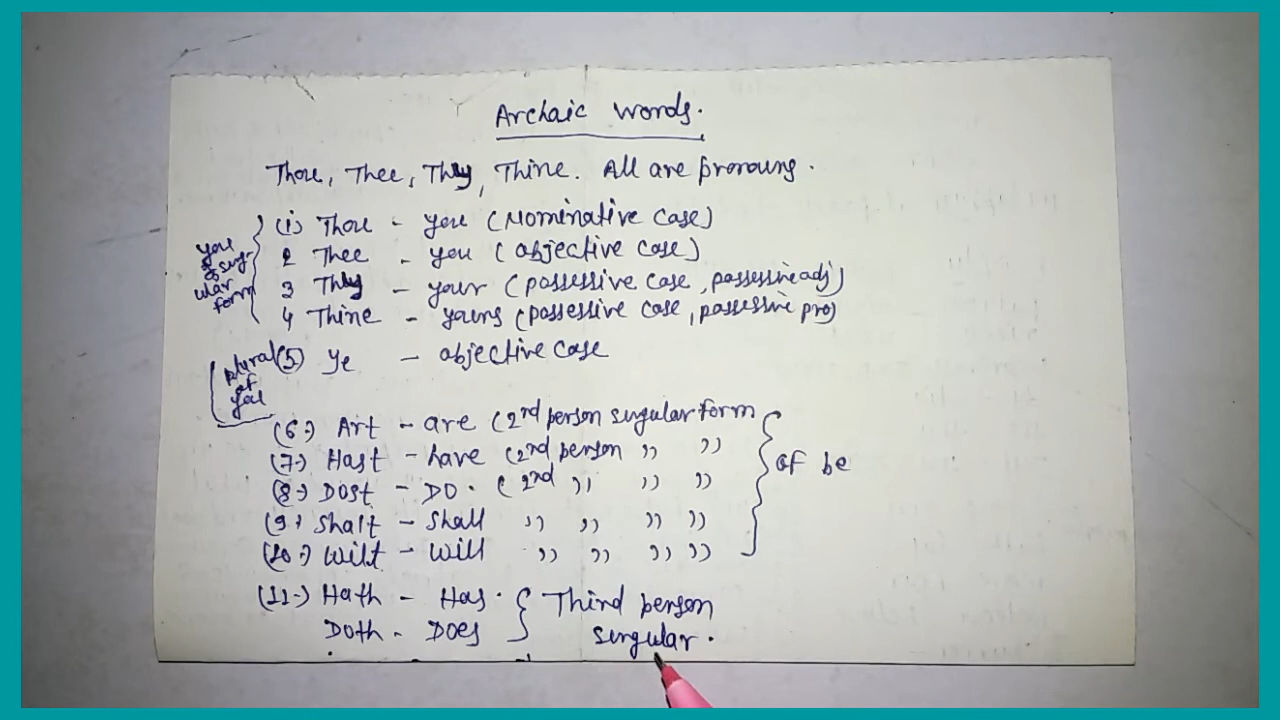 Archaic Words.
Thou, Thee, Thy, Thine. All are pronouns.
you of singular form
(1) Thou - you (Nominative case)
2 Thee - you (objective case)
3 Thy - your (possessive case, possessive adj)
4 Thine - yours (possessive case, possessive pro)
plural of you
(5) Ye - objective case
(6) Art - are (2nd person singular form
(7) Hast - have (2nd person ,, ,,
(8) Dost - Do. (2nd ,, ,, ,,
(9) Shalt - Shall ,, ,, ,, ,,
(10) Wilt - Will ,, ,, ,, ,,
of be
(11) Hath - Has.
Doth - Does
Third person
singular.